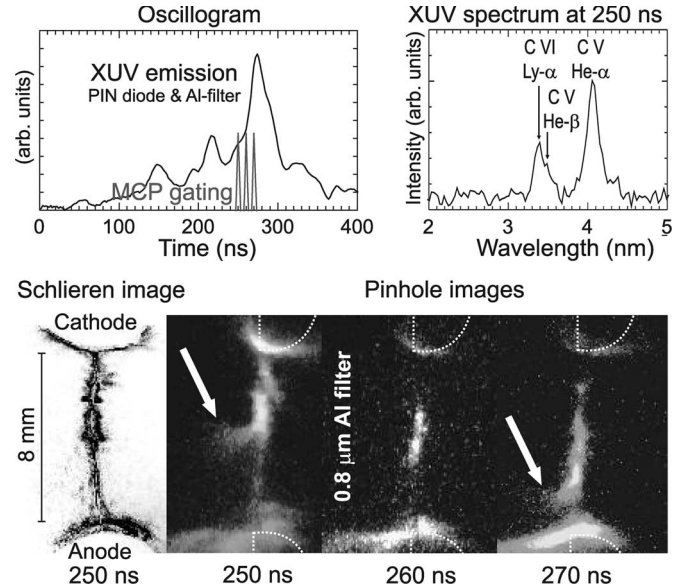 Oscillogram
XUV emission
PIN diode & Al-filter
MCP gating
(arb. units)
0 100 200 300 400
Time (ns)
XUV spectrum at 250 ns
C VI
Ly-α
C V
He-β
C V
He-α
Intensity (arb. units)
2 3 4 5
Wavelength (nm)
Schlieren image
Pinhole images
Cathode
8 mm
Anode
0.8 μm Al filter
250 ns
250 ns
260 ns
270 ns